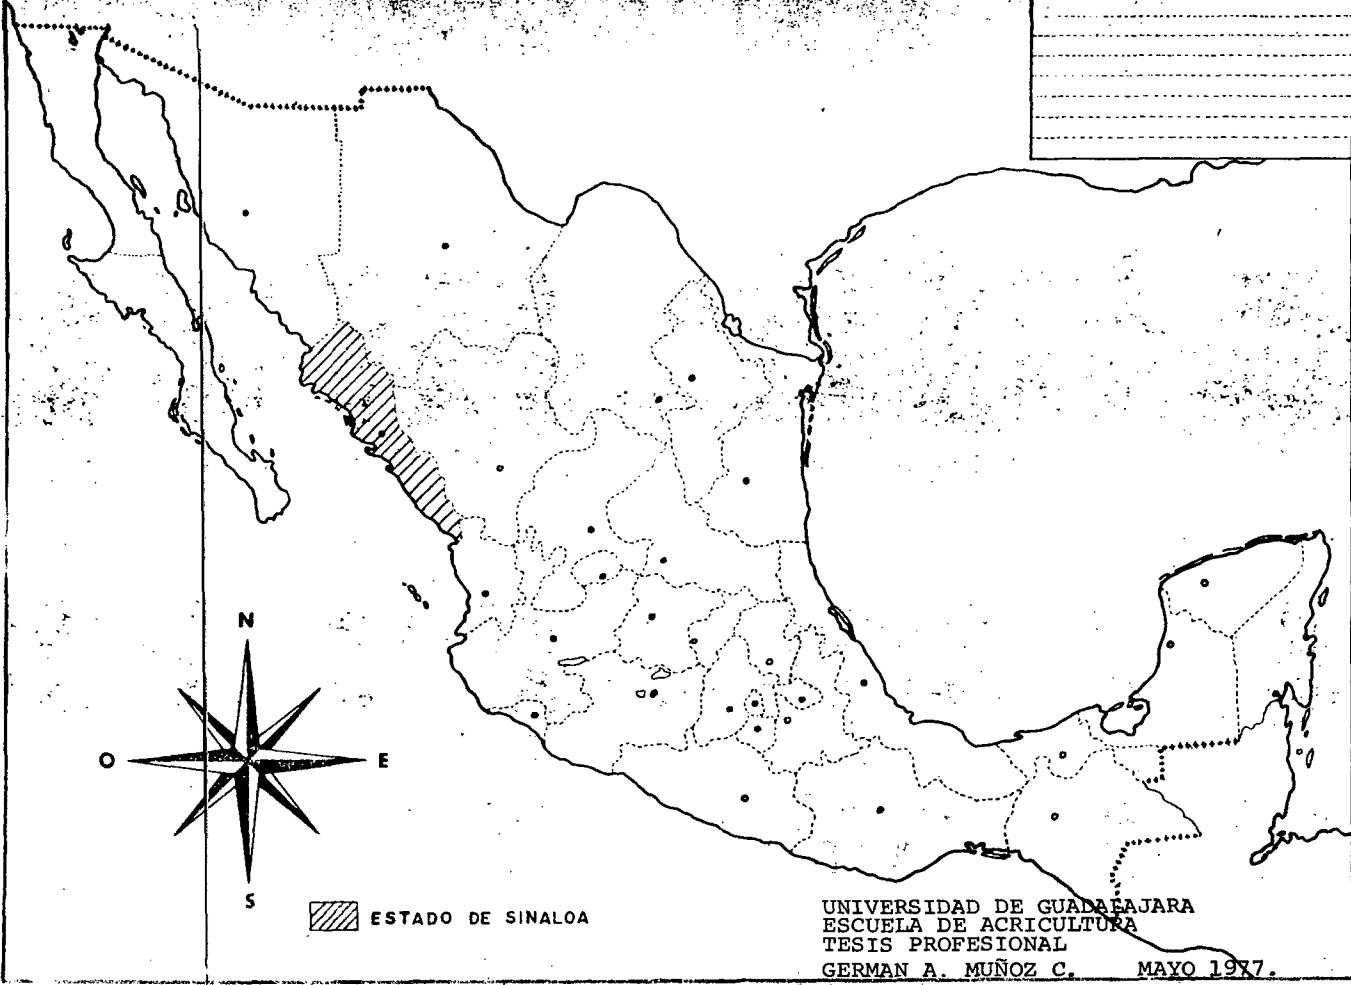 N
O
E
S
ESTADO DE SINALOA
UNIVERSIDAD DE GUADALAJARA
ESCUELA DE ACRICULTURA
TESIS PROFESIONAL
GERMAN A. MUÑOZ C. MAYO 1977.